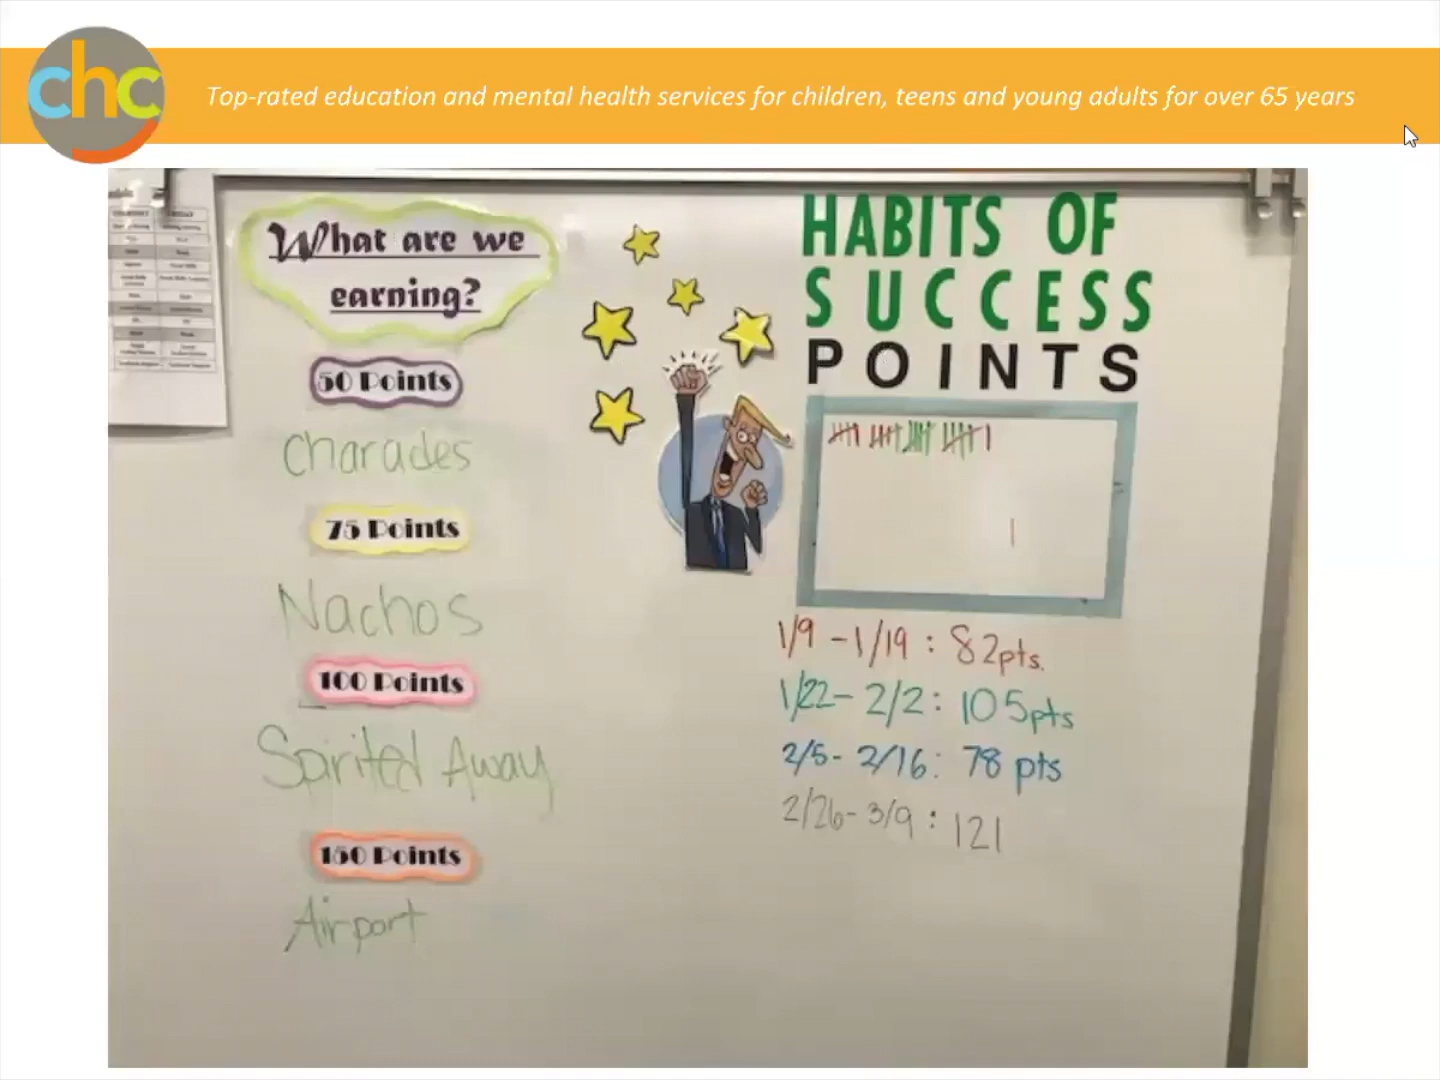 chc
Top-rated education and mental health services for children, teens and young adults for over 65 years
What are we
earning?
50 Points
Charades
75 Points
Nachos
100 Points
Spirited Away
150 Points
Airport
HABITS OF
SUCCESS
POINTS
1/9 - 1/19 : 82pts.
1/22 - 2/2 : 105pts
2/5 - 2/16 : 78 pts
2/26 - 3/9 : 121